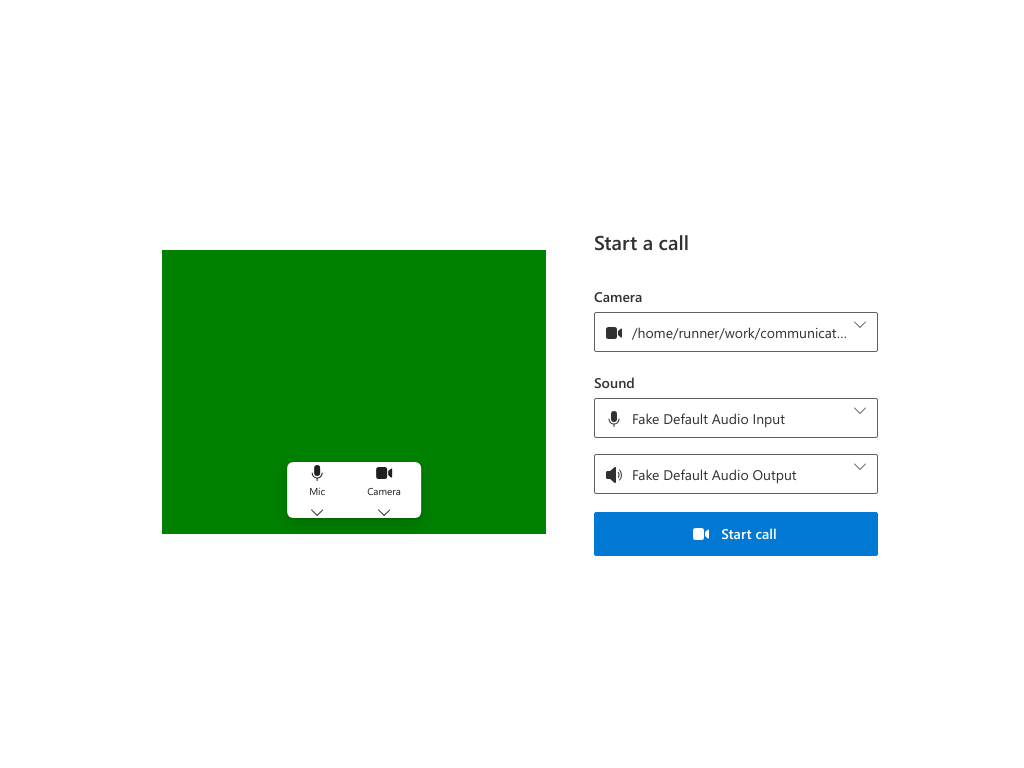 Start a call
Camera
/home/runner/work/communicat...
Sound
Fake Default Audio Input
Mic
Camera
Fake Default Audio Output
Start call